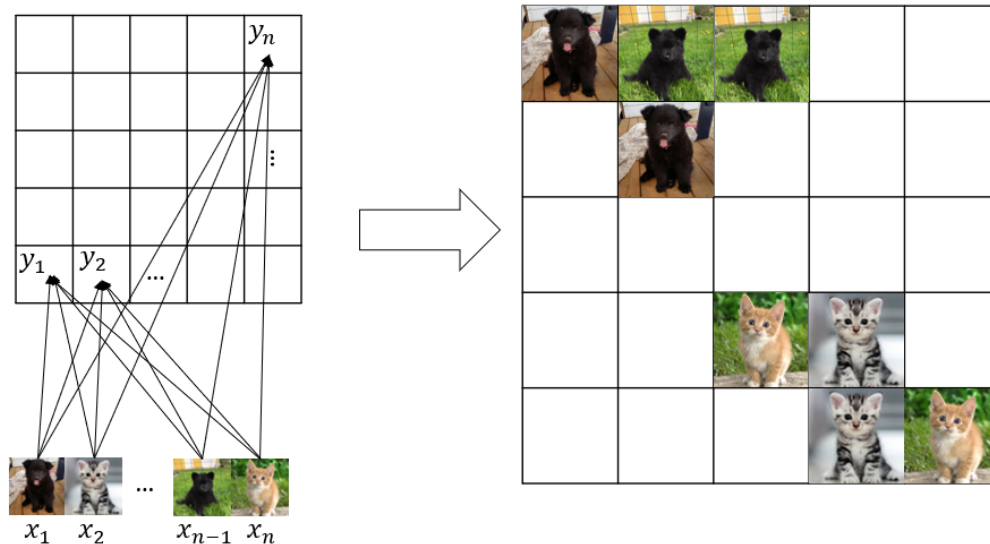 yₙ
⋮
y₁ y₂ ...
...
x₁ x₂ xₙ₋₁ xₙ